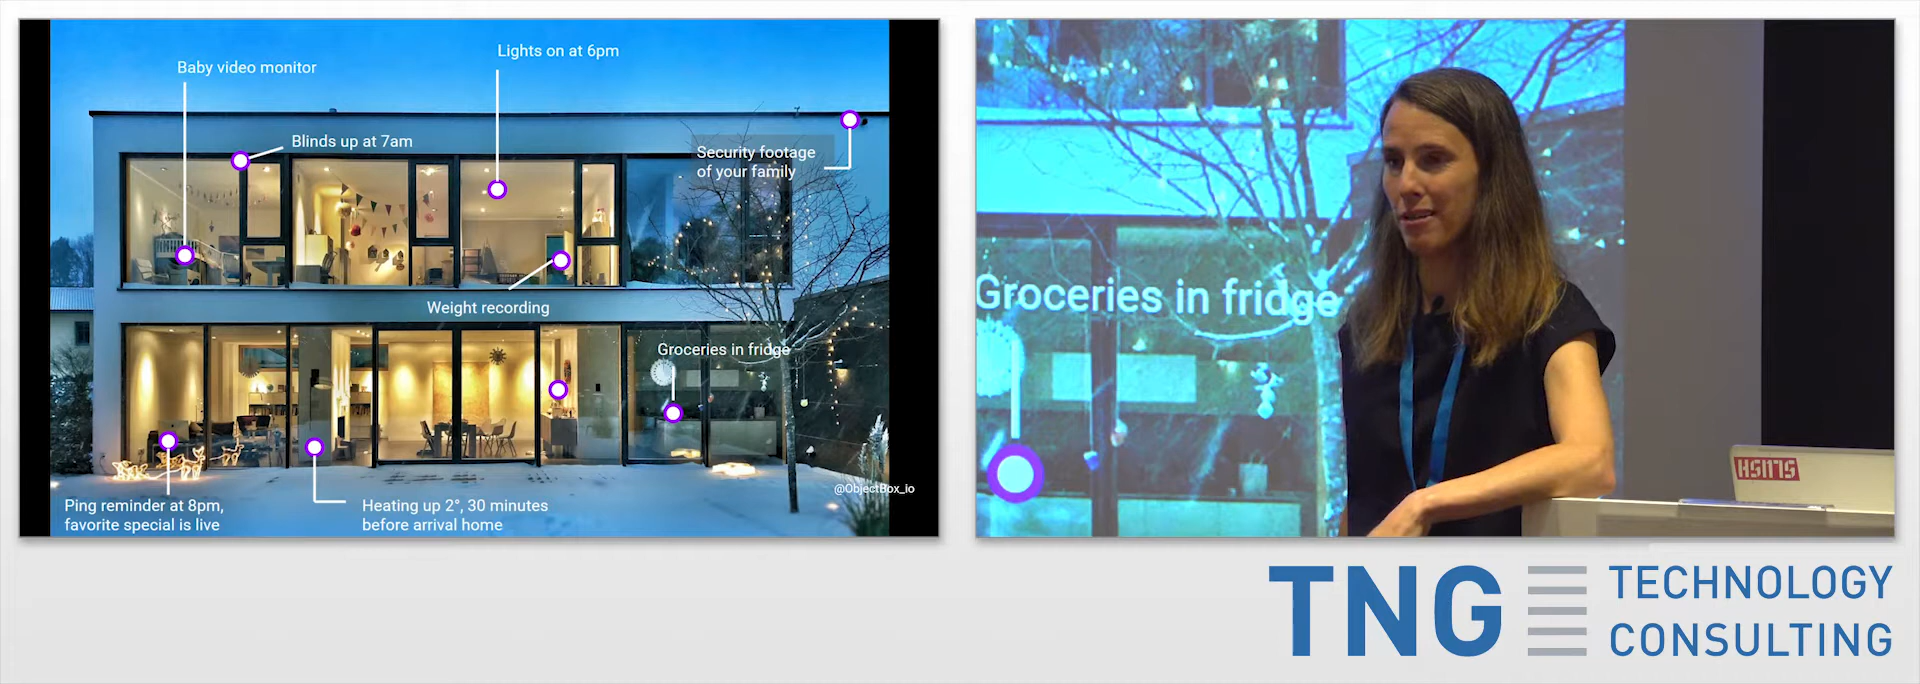 Lights on at 6pm
Baby video monitor
Blinds up at 7am
Security footage
of your family
Weight recording
Groceries in fridge
@ObjectBox_io
Ping reminder at 8pm,
favorite special is live
Heating up 2°, 30 minutes
before arrival home
Groceries in fridge
TNG TECHNOLOGY
CONSULTING